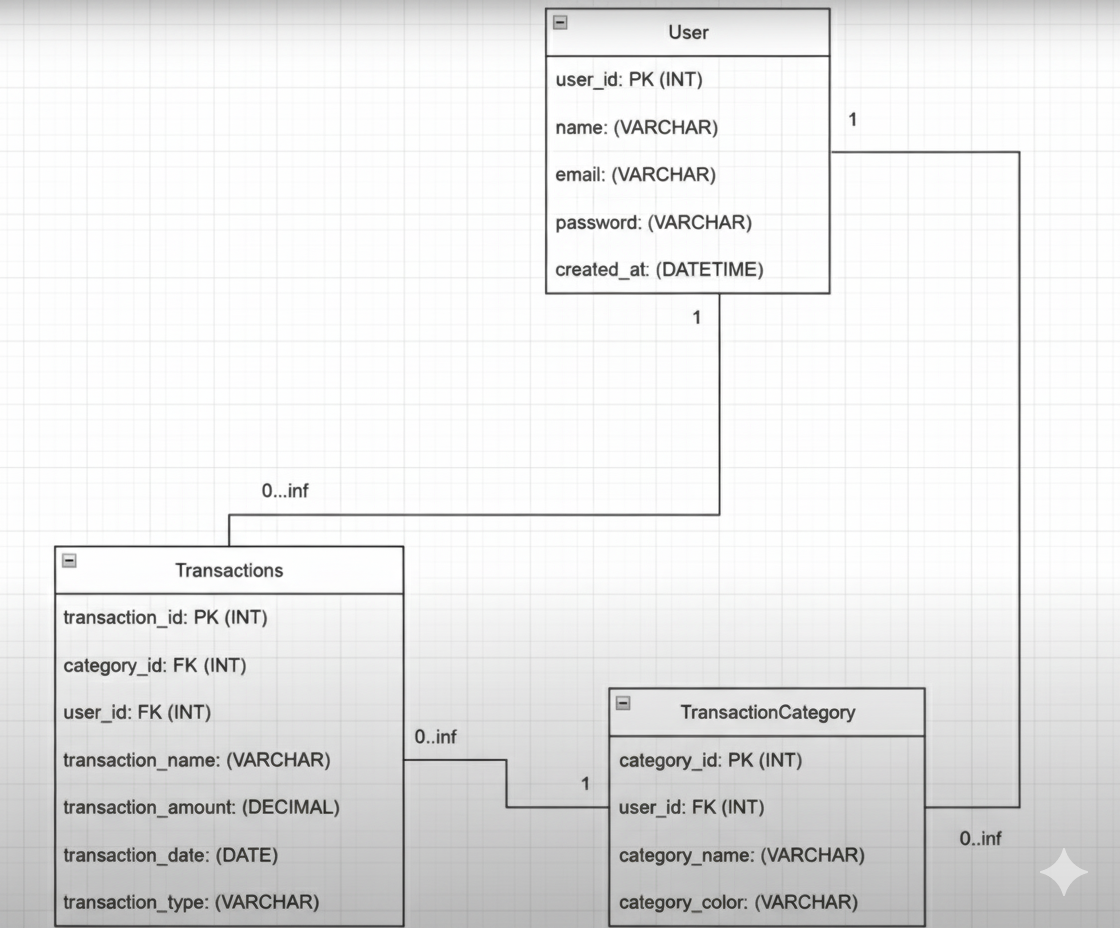 User
user_id: PK (INT)
name: (VARCHAR)
email: (VARCHAR)
password: (VARCHAR)
created_at: (DATETIME)
1
1
0...inf
Transactions
transaction_id: PK (INT)
category_id: FK (INT)
user_id: FK (INT)
transaction_name: (VARCHAR)
transaction_amount: (DECIMAL)
transaction_date: (DATE)
transaction_type: (VARCHAR)
0..inf
1
TransactionCategory
category_id: PK (INT)
user_id: FK (INT)
category_name: (VARCHAR)
category_color: (VARCHAR)
0..inf